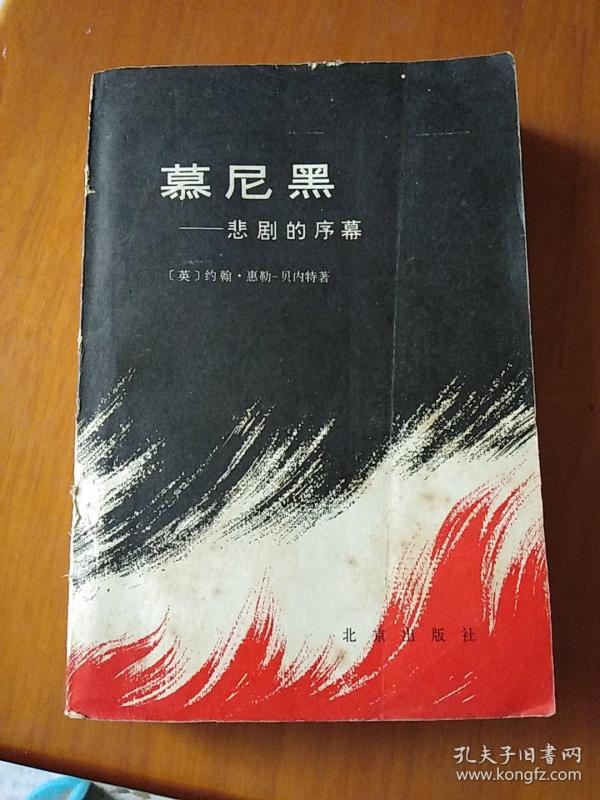 慕尼黑
——悲剧的序幕
〔英〕约翰·惠勒-贝内特著
北京出版社
孔夫子旧书网
www.kongfz.com